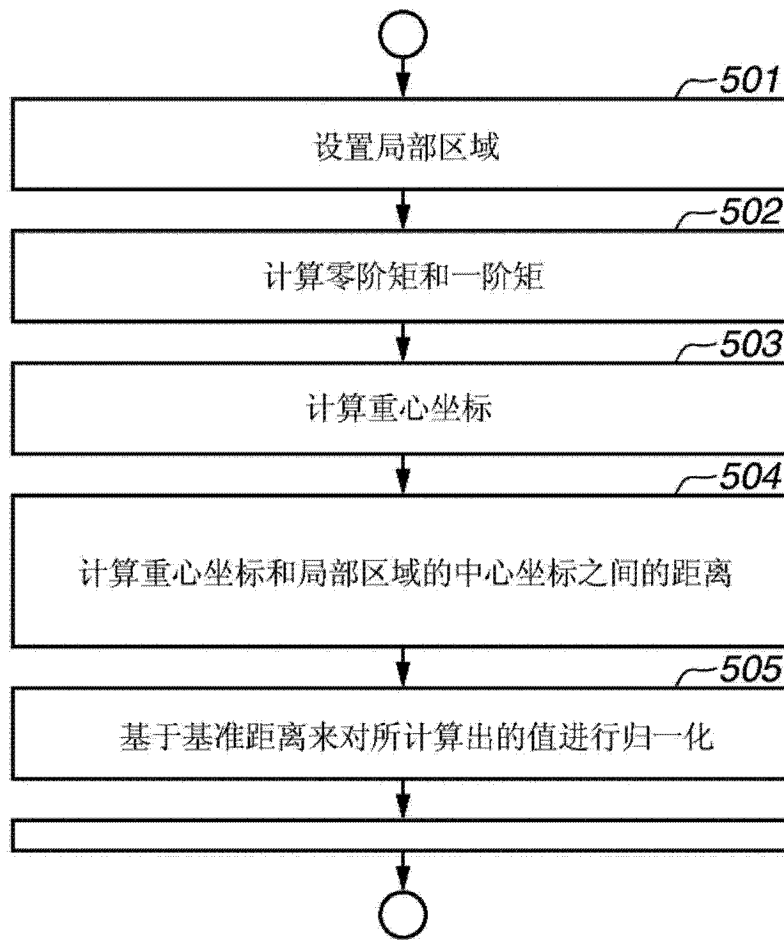 501
设置局部区域
502
计算零阶矩和一阶矩
503
计算重心坐标
504
计算重心坐标和局部区域的中心坐标之间的距离
505
基于基准距离来对所计算出的值进行归一化